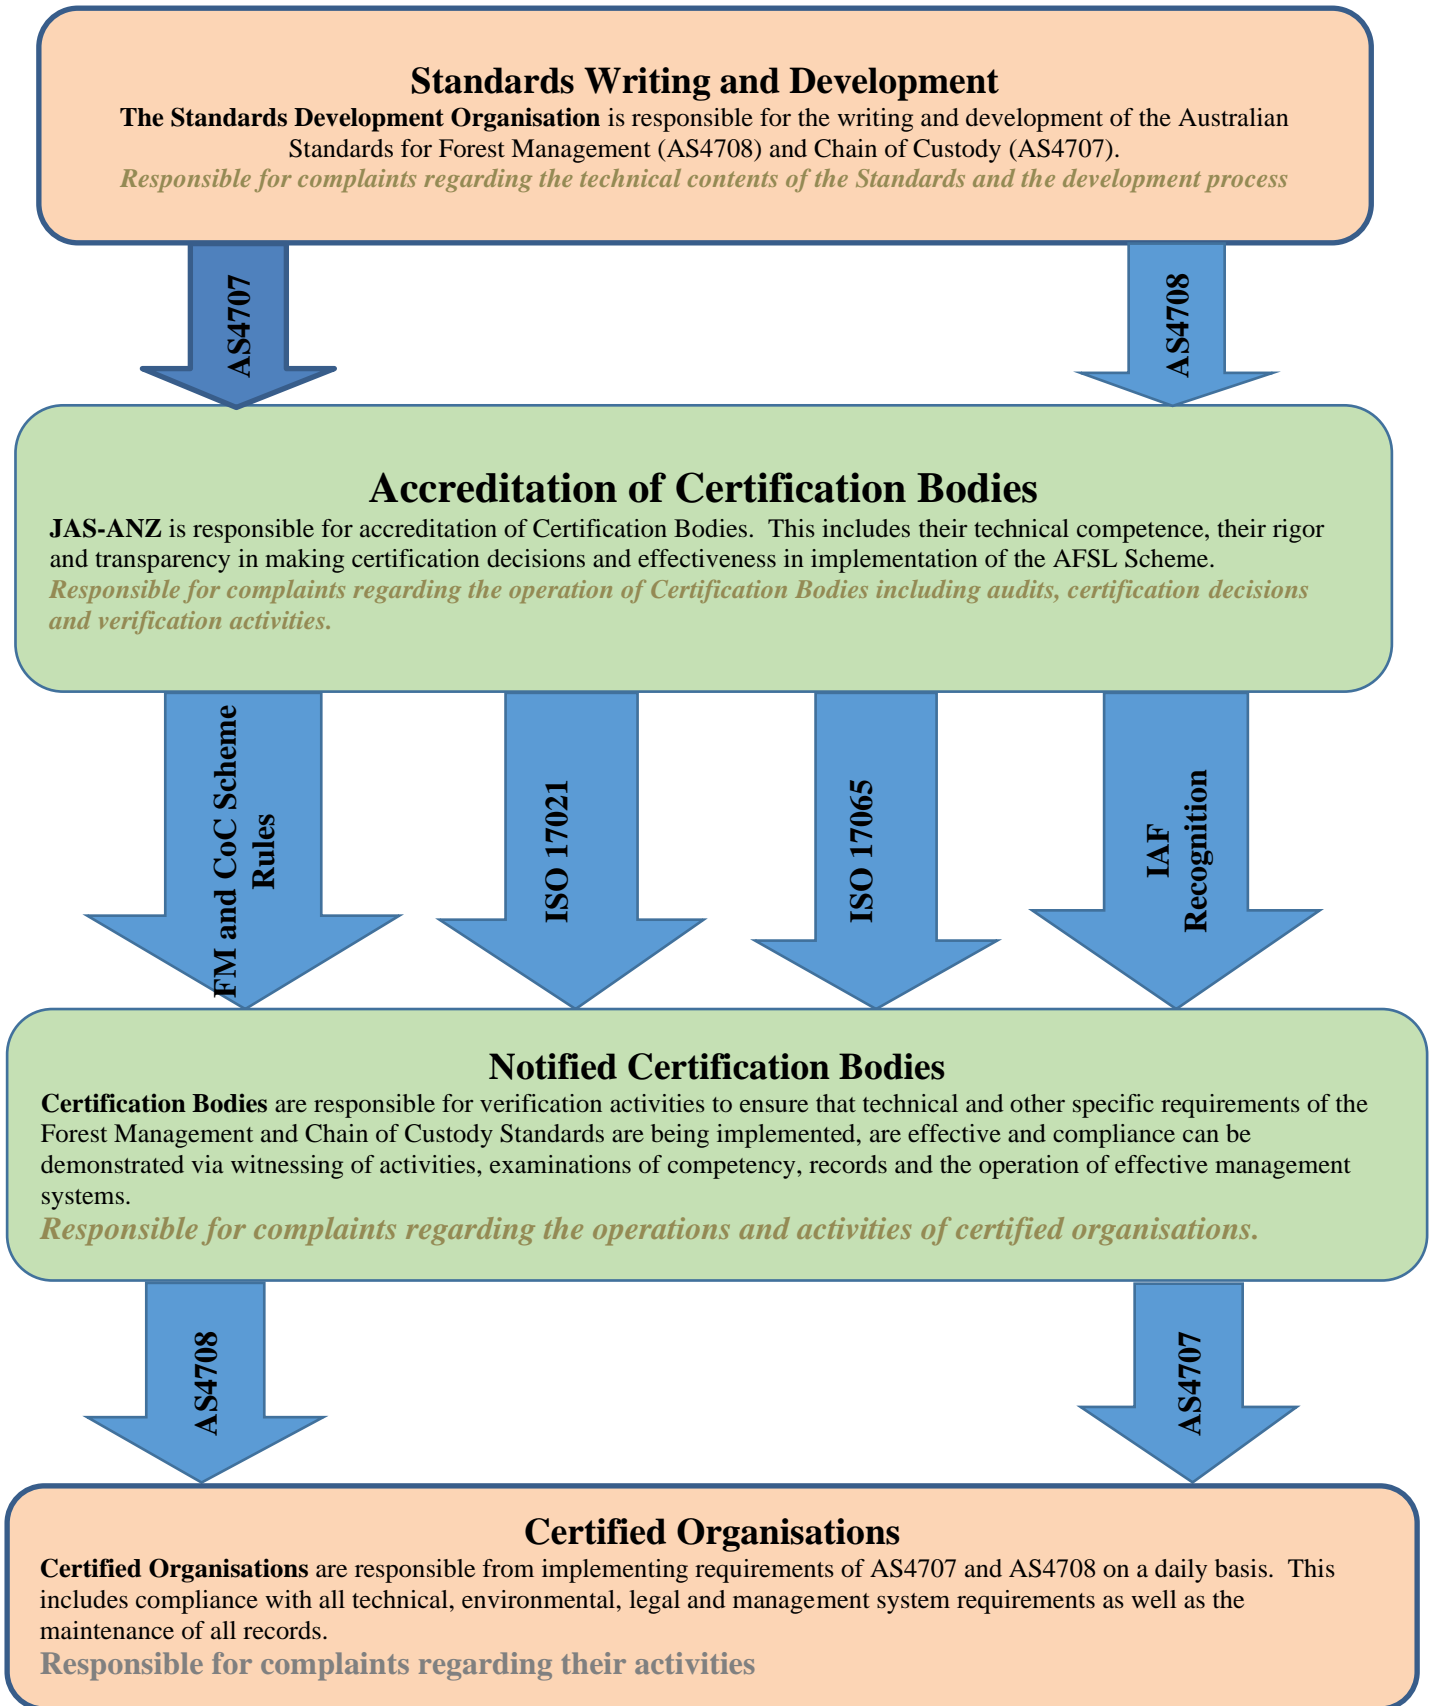 Standards Writing and Development
The Standards Development Organisation is responsible for the writing and development of the Australian
Standards for Forest Management (AS4708) and Chain of Custody (AS4707).
Responsible for complaints regarding the technical contents of the Standards and the development process
AS4707
AS4708
Accreditation of Certification Bodies
JAS-ANZ is responsible for accreditation of Certification Bodies.  This includes their technical competence, their rigor
and transparency in making certification decisions and effectiveness in implementation of the AFSL Scheme.
Responsible for complaints regarding the operation of Certification Bodies including audits, certification decisions
and verification activities.
FM and CoC Scheme
Rules
ISO 17021
ISO 17065
IAF
Recognition
Notified Certification Bodies
Certification Bodies are responsible for verification activities to ensure that technical and other specific requirements of the
Forest Management and Chain of Custody Standards are being implemented, are effective and compliance can be
demonstrated via witnessing of activities, examinations of competency, records and the operation of effective management
systems.
Responsible for complaints regarding the operations and activities of certified organisations.
AS4708
AS4707
Certified Organisations
Certified Organisations are responsible from implementing requirements of AS4707 and AS4708 on a daily basis.  This
includes compliance with all technical, environmental, legal and management system requirements as well as the
maintenance of all records.
Responsible for complaints regarding their activities